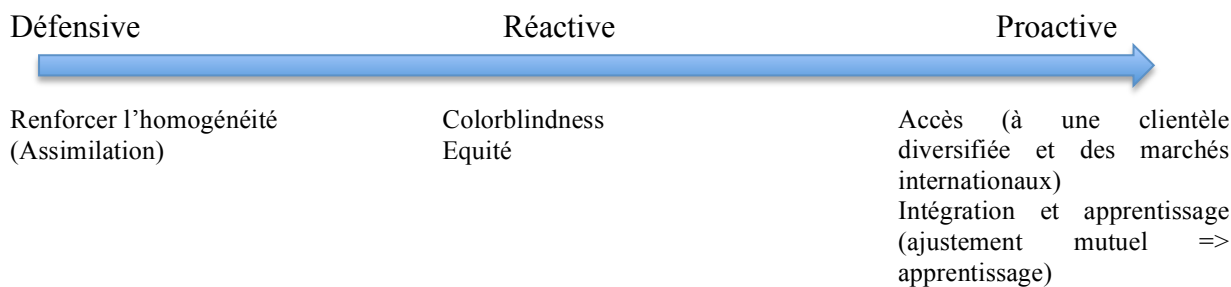 Défensive Réactive Proactive
Renforcer l’homogénéité
(Assimilation)
Colorblindness
Equité
Accès (à une clientèle
diversifiée et des marchés
internationaux)
Intégration et apprentissage
(ajustement mutuel =>
apprentissage)